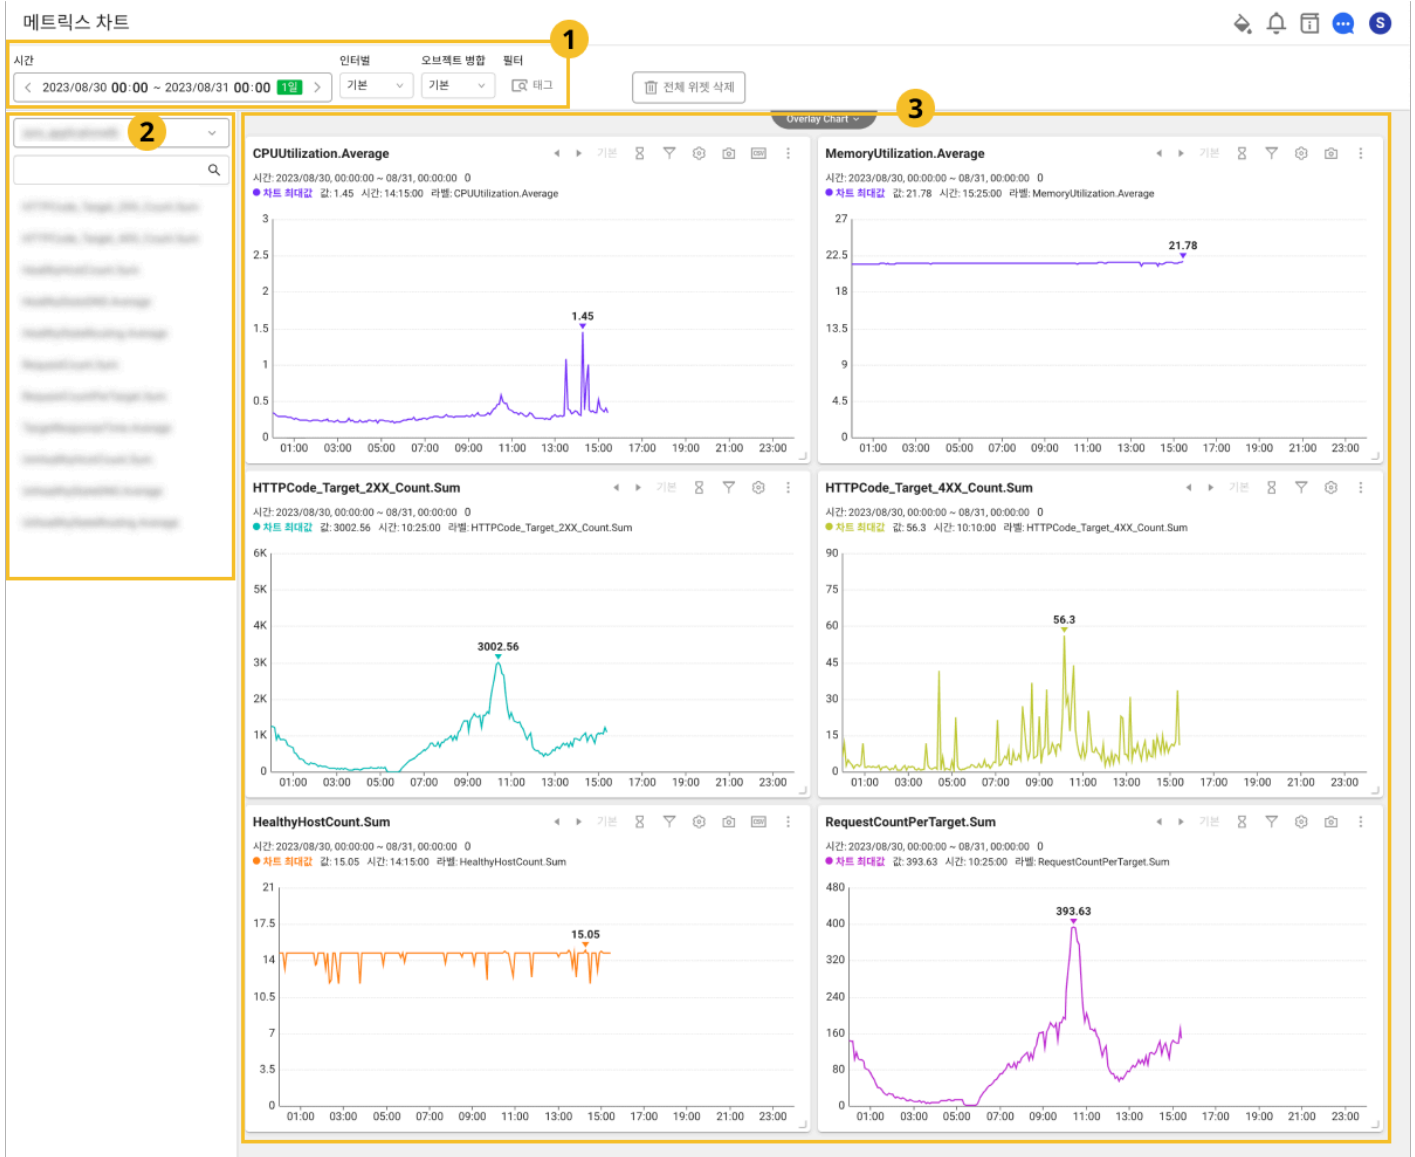 메트릭스 차트
S
1
시간
인터벌
오브젝트 병합
필터
2023/08/30 00:00 ~ 2023/08/31 00:00 1일
기본
기본
태그
전체 위젯 삭제
2
3
Overlay Chart
CPUUtilization.Average
기본
CSV
시간: 2023/08/30, 00:00:00 ~ 08/31, 00:00:00 0
차트 최대값 값: 1.45 시간: 14:15:00 라벨: CPUUtilization.Average
3
2.5
2
1.5
1
0.5
0
1.45
01:00 03:00 05:00 07:00 09:00 11:00 13:00 15:00 17:00 19:00 21:00 23:00
MemoryUtilization.Average
기본
시간: 2023/08/30, 00:00:00 ~ 08/31, 00:00:00 0
차트 최대값 값: 21.78 시간: 15:25:00 라벨: MemoryUtilization.Average
27
22.5
18
13.5
9
4.5
0
21.78
01:00 03:00 05:00 07:00 09:00 11:00 13:00 15:00 17:00 19:00 21:00 23:00
HTTPCode_Target_2XX_Count.Sum
기본
시간: 2023/08/30, 00:00:00 ~ 08/31, 00:00:00 0
차트 최대값 값: 3002.56 시간: 10:25:00 라벨: HTTPCode_Target_2XX_Count.Sum
6K
5K
4K
3K
2K
1K
0
3002.56
01:00 03:00 05:00 07:00 09:00 11:00 13:00 15:00 17:00 19:00 21:00 23:00
HTTPCode_Target_4XX_Count.Sum
기본
시간: 2023/08/30, 00:00:00 ~ 08/31, 00:00:00 0
차트 최대값 값: 56.3 시간: 10:10:00 라벨: HTTPCode_Target_4XX_Count.Sum
90
75
60
45
30
15
0
56.3
01:00 03:00 05:00 07:00 09:00 11:00 13:00 15:00 17:00 19:00 21:00 23:00
HealthyHostCount.Sum
기본
CSV
시간: 2023/08/30, 00:00:00 ~ 08/31, 00:00:00 0
차트 최대값 값: 15.05 시간: 14:15:00 라벨: HealthyHostCount.Sum
21
17.5
14
10.5
7
3.5
0
15.05
01:00 03:00 05:00 07:00 09:00 11:00 13:00 15:00 17:00 19:00 21:00 23:00
RequestCountPerTarget.Sum
기본
시간: 2023/08/30, 00:00:00 ~ 08/31, 00:00:00 0
차트 최대값 값: 393.63 시간: 10:25:00 라벨: RequestCountPerTarget.Sum
480
400
320
240
160
80
0
393.63
01:00 03:00 05:00 07:00 09:00 11:00 13:00 15:00 17:00 19:00 21:00 23:00